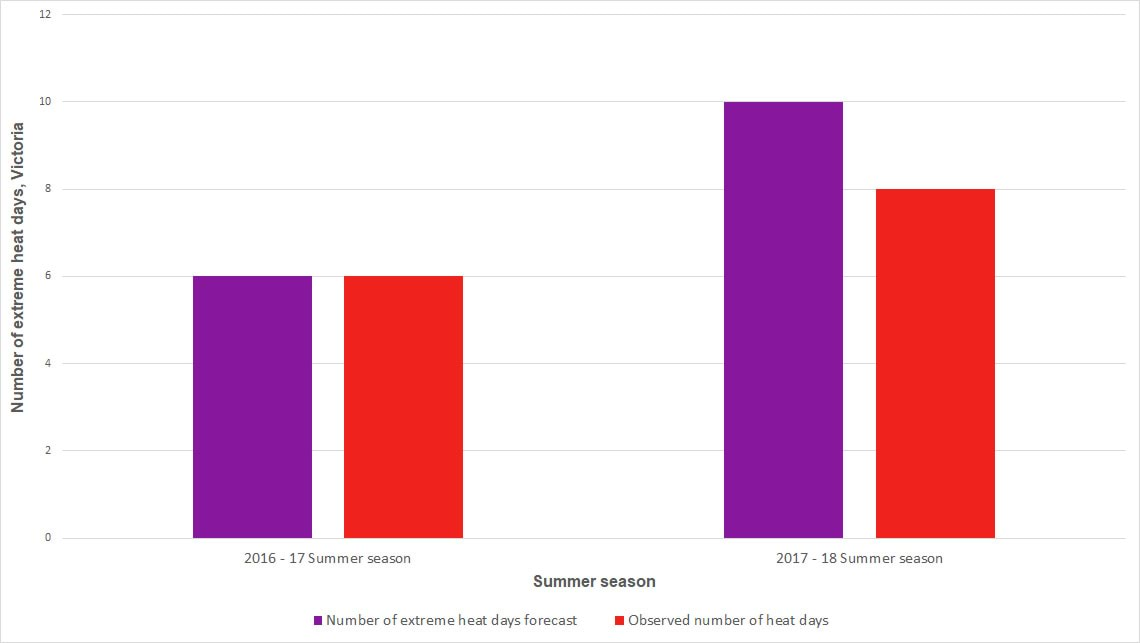 12
10
8
6
4
2
0
Number of extreme heat days, Victoria
2016 - 17 Summer season
2017 - 18 Summer season
Summer season
Number of extreme heat days forecast
Observed number of heat days